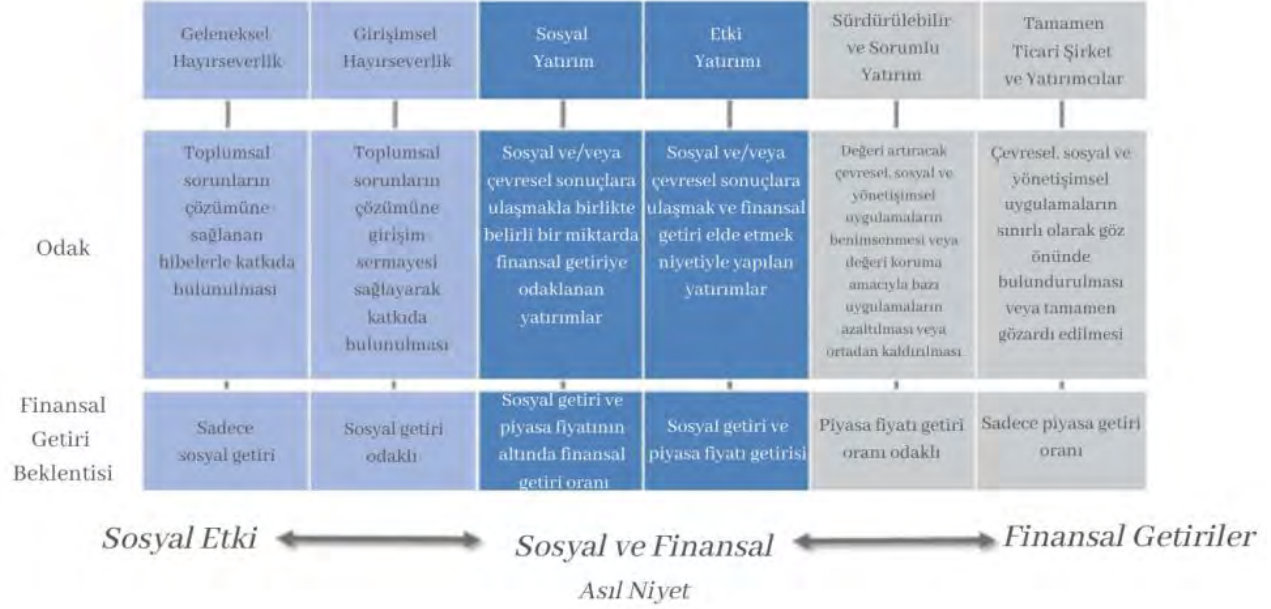 Geleneksel
Hayırseverlik
Girişimsel
Hayırseverlik
Sosyal
Yatırım
Etki
Yatırımı
Sürdürülebilir
ve Sorumlu
Yatırım
Tamamen
Ticari Şirket
ve Yatırımcılar
Odak
Toplumsal
sorunların
çözümüne
sağlanan
hibelerle katkıda
bulunulması
Toplumsal
sorunların
çözümüne
girişim
sermayesi
sağlayarak
katkıda
bulunulması
Sosyal ve/veya
çevresel sonuçlara
ulaşmakla birlikte
belirli bir miktarda
finansal getiriye
odaklanan
yatırımlar
Sosyal ve/veya
çevresel sonuçlara
ulaşmak ve finansal
getiri elde etmek
niyetiyle yapılan
yatırımlar
Değeri artıracak
çevresel, sosyal ve
yönetişimsel
uygulamaların
benimsenmesi veya
değeri koruma
amacıyla bazı
uygulamaların
azaltılması veya
ortadan kaldırılması
Çevresel, sosyal ve
yönetişimsel
uygulamaların
sınırlı olarak göz
önünde
bulundurulması
veya tamamen
gözardı edilmesi
Finansal
Getiri
Beklentisi
Sadece
sosyal getiri
Sosyal getiri
odaklı
Sosyal getiri ve
piyasa fiyatının
altında finansal
getiri oranı
Sosyal getiri ve
piyasa fiyatı getirisi
Piyasa fiyatı getiri
oranı odaklı
Sadece piyasa getiri
oranı
Sosyal Etki
Sosyal ve Finansal
Finansal Getiriler
Asıl Niyet